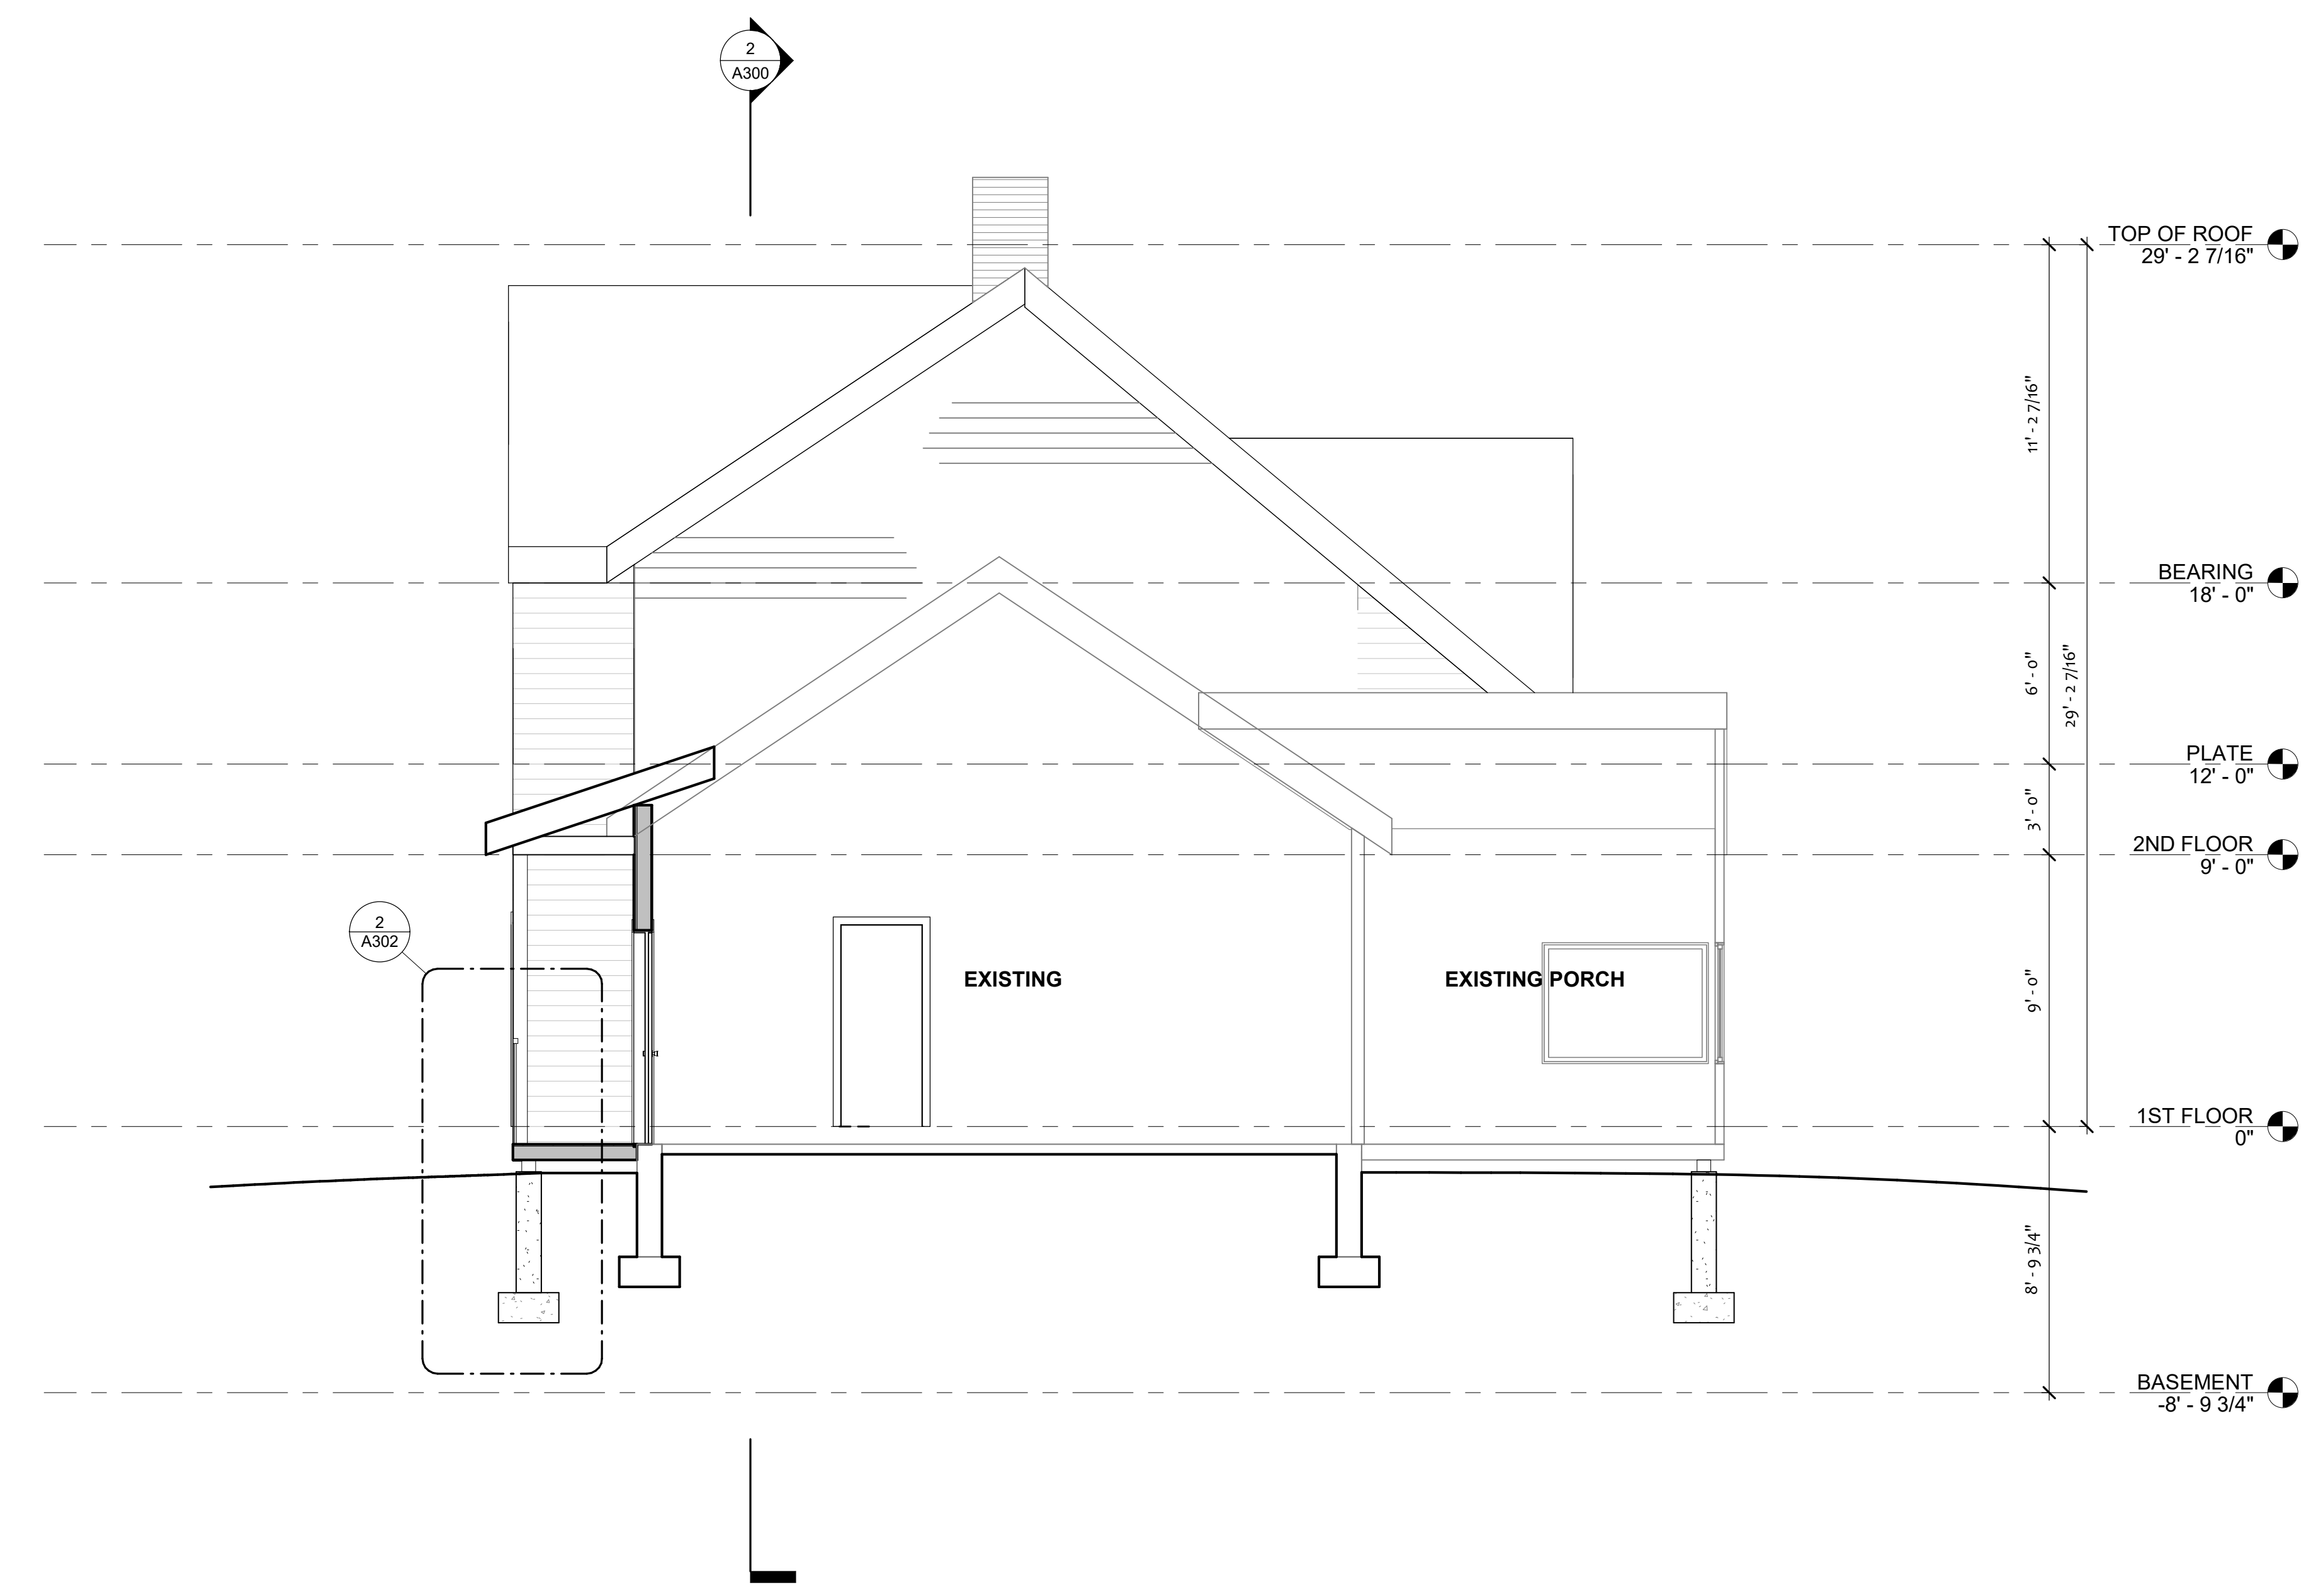 2
A300
TOP OF ROOF
29' - 2 7/16"
11' - 2 7/16"
BEARING
18' - 0"
6' - 0"
29' - 2 7/16"
PLATE
12' - 0"
3' - 0"
2ND FLOOR
9' - 0"
2
A302
EXISTING
EXISTING PORCH
9' - 0"
1ST FLOOR
0"
8' - 9 3/4"
BASEMENT
-8' - 9 3/4"